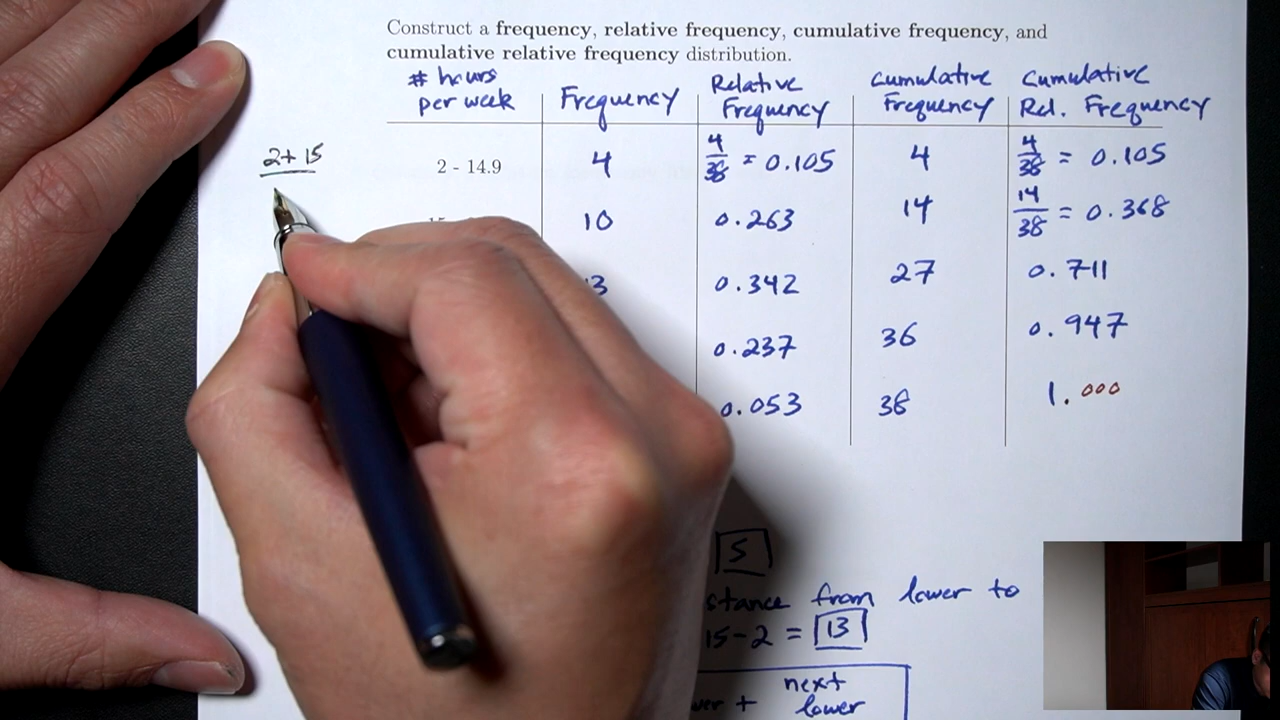 Construct a frequency, relative frequency, cumulative frequency, and
cumulative relative frequency distribution.
# hours per week Frequency Relative Frequency Cumulative Frequency Cumulative Rel. Frequency
2 + 15
2 - 14.9 4 4/38 = 0.105 4 4/38 = 0.105
10 0.263 14 14/38 = 0.368
0.342 27 0.711
0.237 36 0.947
0.053 38 1.000
5
from lower to
15-2 = 13
+ next
lower